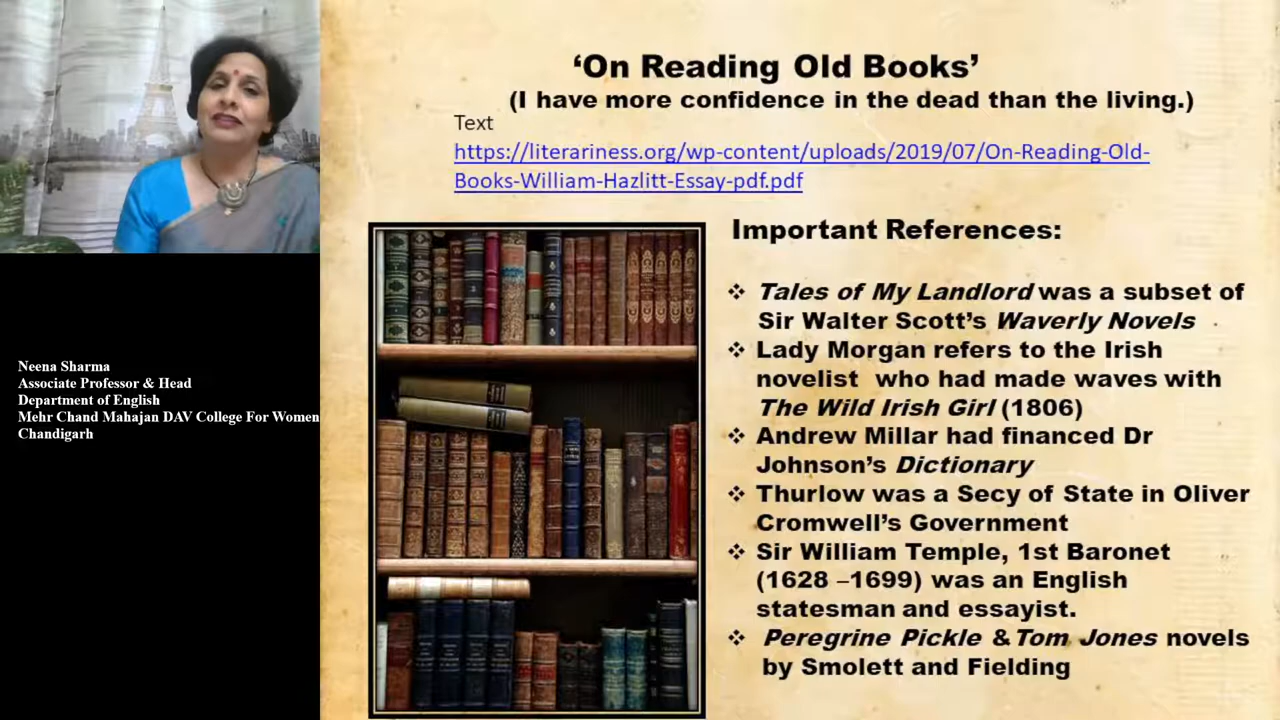 ‘On Reading Old Books’
(I have more confidence in the dead than the living.)
Text
https://literariness.org/wp-content/uploads/2019/07/On-Reading-Old-
Books-William-Hazlitt-Essay-pdf.pdf
Important References:
❖ Tales of My Landlord was a subset of
Sir Walter Scott’s Waverly Novels
❖ Lady Morgan refers to the Irish
novelist who had made waves with
The Wild Irish Girl (1806)
❖ Andrew Millar had financed Dr
Johnson’s Dictionary
❖ Thurlow was a Secy of State in Oliver
Cromwell’s Government
❖ Sir William Temple, 1st Baronet
(1628 –1699) was an English
statesman and essayist.
❖ Peregrine Pickle & Tom Jones novels
by Smolett and Fielding
Neena Sharma
Associate Professor & Head
Department of English
Mehr Chand Mahajan DAV College For Women
Chandigarh